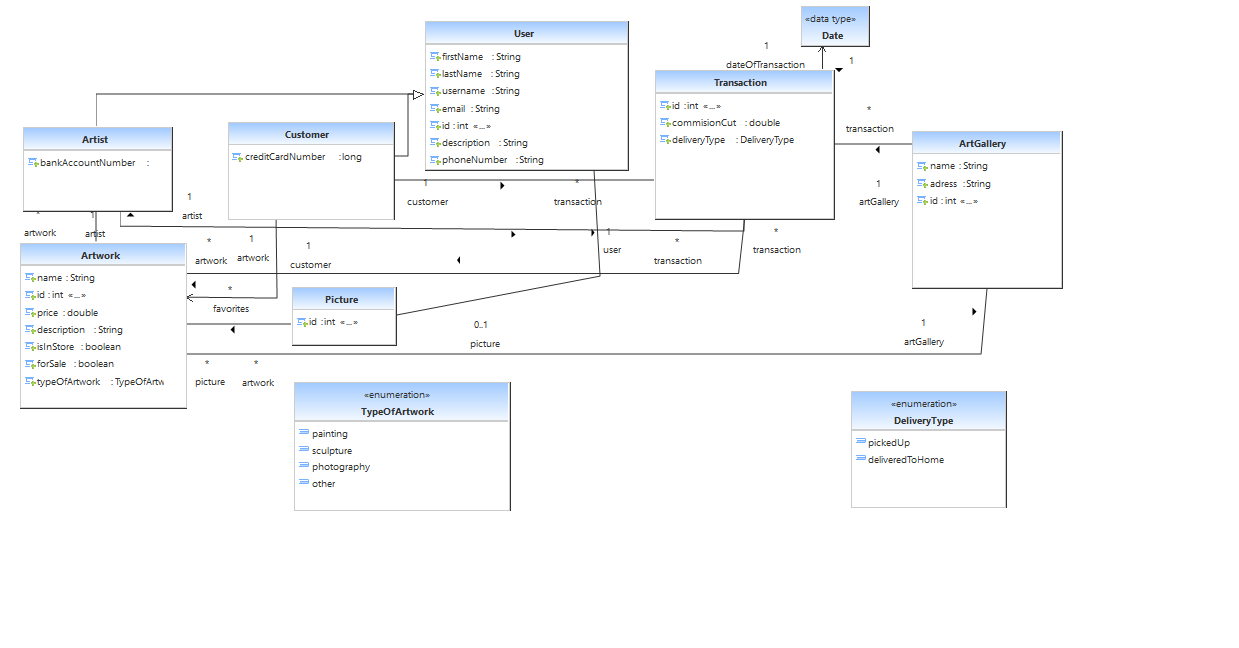 User
firstName : String
lastName : String
username : String
email : String
id : int «...»
description : String
phoneNumber :String
«data type»
Date
1
dateOfTransaction
1
Transaction
id : int «...»
commisionCut : double
deliveryType : DeliveryType
*
transaction
1
artGallery
ArtGallery
name : String
adress :String
id : int «...»
Artist
bankAccountNumber :
Customer
creditCardNumber :long
1
customer
*
transaction
*
artwork
1
artist
1
artist
*
artwork
1
artwork
1
customer
1
user
*
transaction
*
transaction
Artwork
name : String
id : int «...»
price : double
description : String
isInStore : boolean
forSale : boolean
typeOfArtwork : TypeOfArtw
*
favorites
Picture
id :int «...»
0..1
picture
1
artGallery
*
picture
*
artwork
«enumeration»
TypeOfArtwork
painting
sculpture
photography
other
«enumeration»
DeliveryType
pickedUp
deliveredToHome